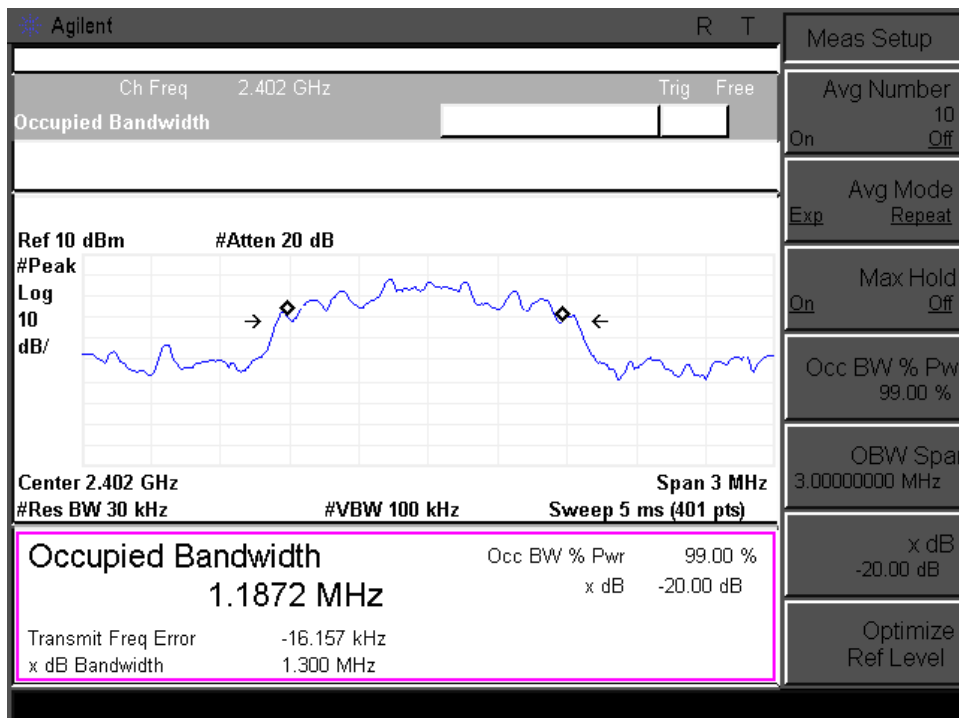 Agilent R T
Ch Freq 2.402 GHz Trig Free
Occupied Bandwidth
Ref 10 dBm #Atten 20 dB
#Peak
Log
10
dB/
Center 2.402 GHz Span 3 MHz
#Res BW 30 kHz #VBW 100 kHz Sweep 5 ms (401 pts)
Occupied Bandwidth
1.1872 MHz
Occ BW % Pwr 99.00 %
x dB -20.00 dB
Transmit Freq Error -16.157 kHz
x dB Bandwidth 1.300 MHz
Meas Setup
Avg Number
10
On Off
Avg Mode
Exp Repeat
Max Hold
On Off
Occ BW % Pw
99.00 %
OBW Spa
3.00000000 MHz
x dB
-20.00 dB
Optimize
Ref Level